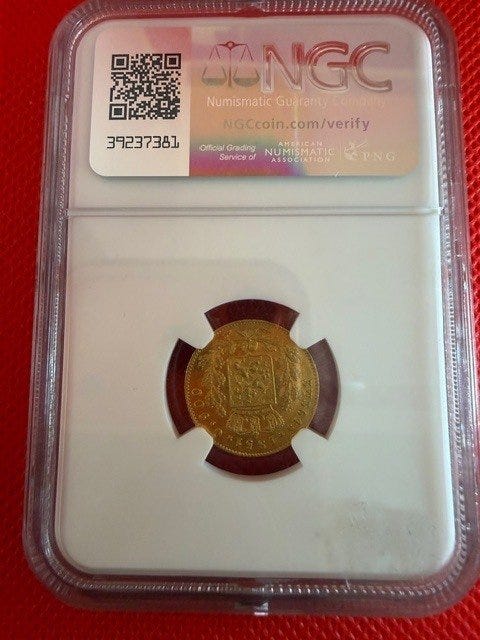 NGC
Numismatic Guaranty Company
NGCcoin.com/verify
39237381
Official Grading
Service of
AMERICAN
NUMISMATIC
ASSOCIATION
PNG